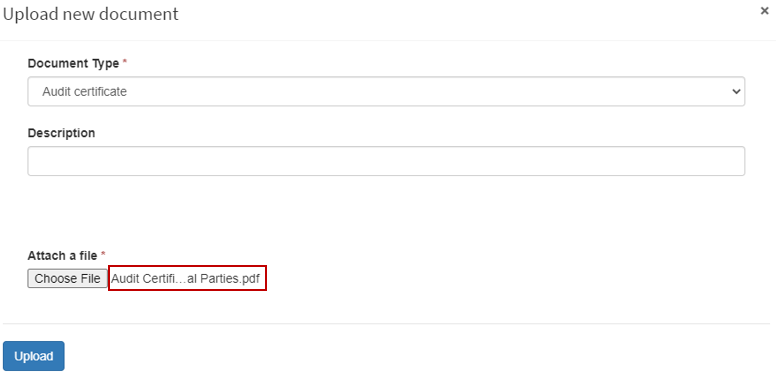 Upload new document ×
Document Type *
Audit certificate
Description
Attach a file *
Choose File Audit Certifi...al Parties.pdf
Upload